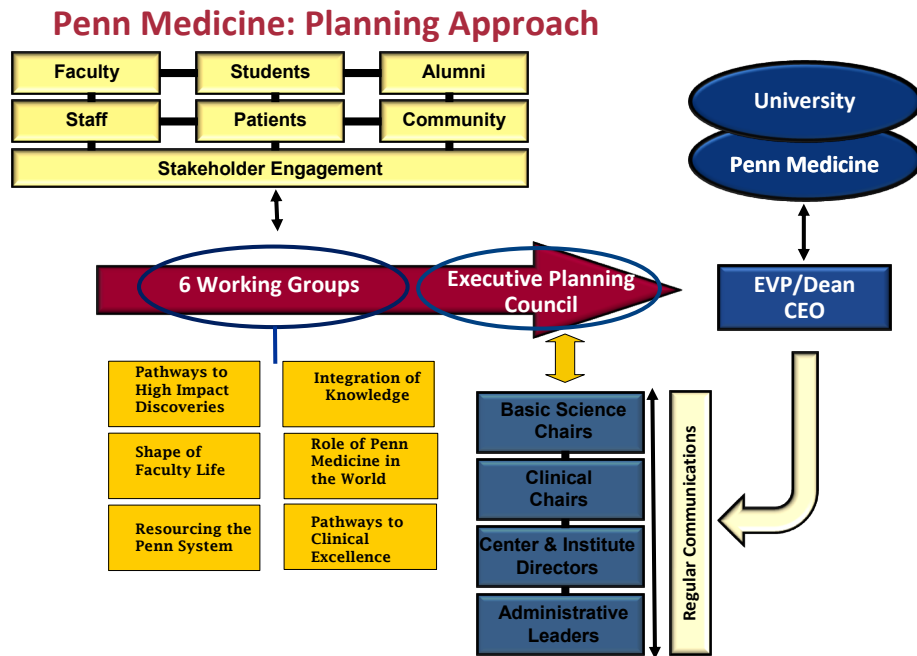 Penn Medicine: Planning Approach
Faculty
Students
Alumni
Staff
Patients
Community
Stakeholder Engagement
University
Penn Medicine
6 Working Groups
Executive Planning
Council
EVP/Dean
CEO
Pathways to
High Impact
Discoveries
Integration of
Knowledge
Shape of
Faculty Life
Role of Penn
Medicine in
the World
Resourcing the
Penn System
Pathways to
Clinical
Excellence
Basic Science
Chairs
Clinical
Chairs
Center & Institute
Directors
Administrative
Leaders
Regular Communications